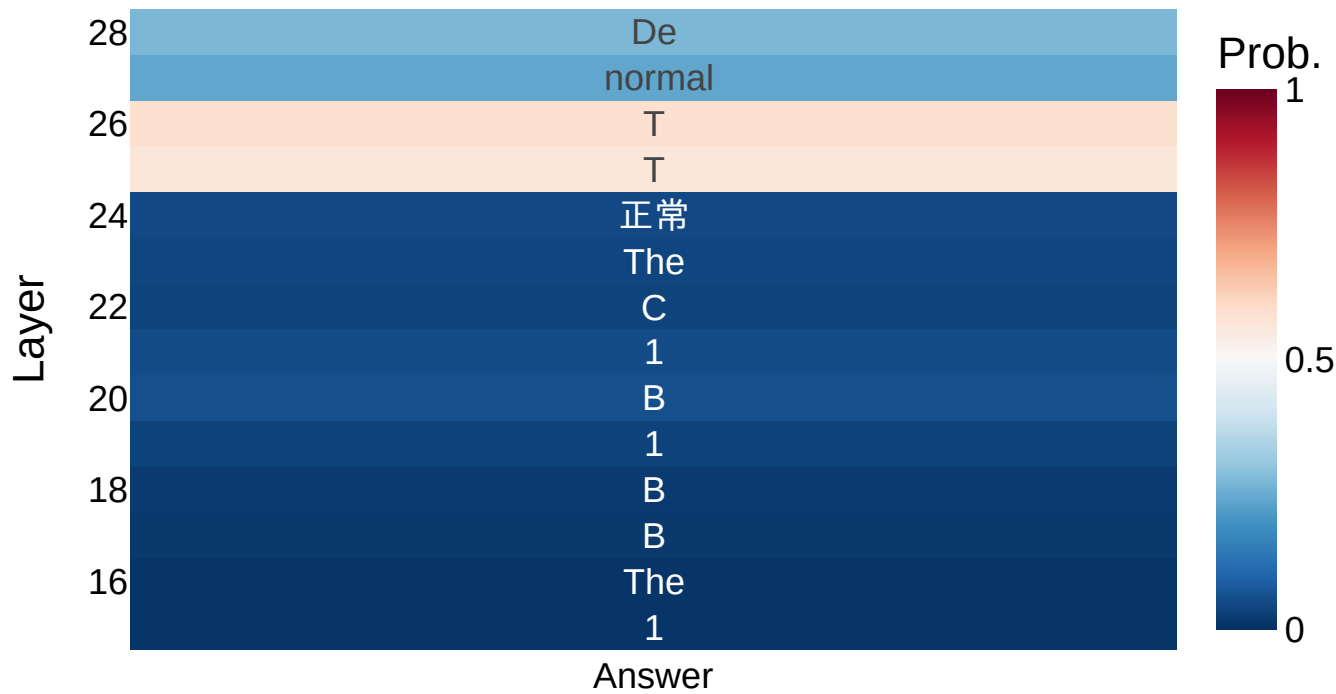 28
De
Prob.
normal
1
26
T
T
24
正常
The
22
C
1
0.5
20
B
1
18
B
B
16
The
1
0
Layer
Answer